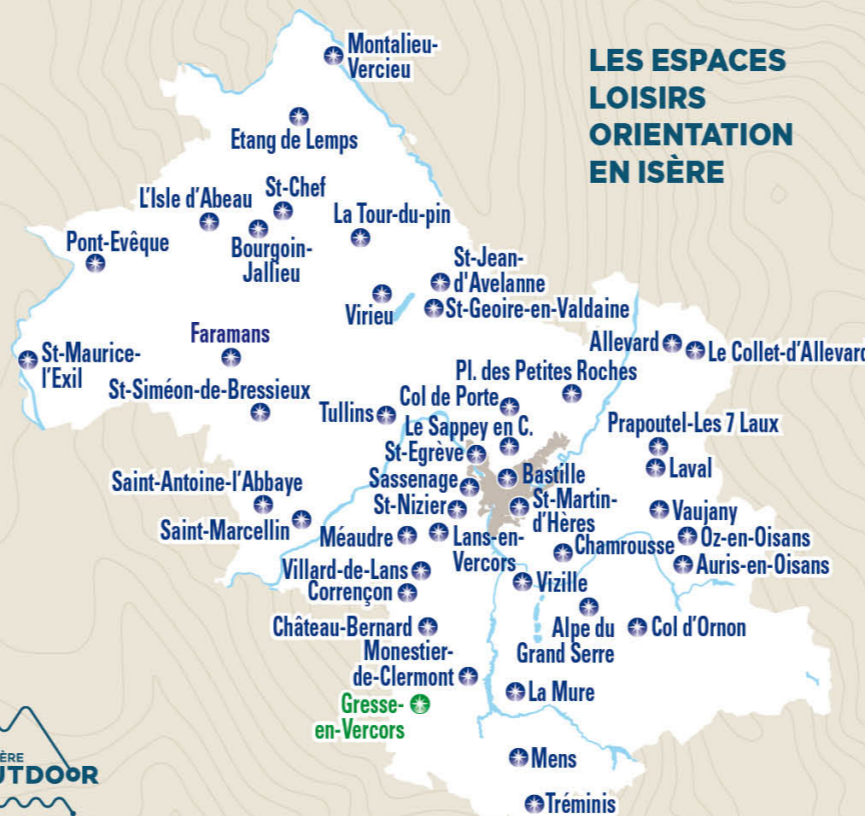 LES ESPACES
LOISIRS
ORIENTATION
EN ISÈRE
Montalieu-
Vercieu
Etang de Lemps
L'Isle d'Abeau
St-Chef
La Tour-du-pin
Pont-Evêque
Bourgoin-
Jallieu
St-Jean-
d'Avelanne
Virieu
St-Geoire-en-Valdaine
Faramans
Allevard
Le Collet-d'Allevard
St-Maurice-
l'Exil
Pl. des Petites Roches
St-Siméon-de-Bressieux
Col de Porte
Tullins
Le Sappey en C.
Prapoutel-Les 7 Laux
St-Egrève
Laval
Sassenage
Bastille
Saint-Antoine-l'Abbaye
St-Nizier
St-Martin-
d'Hères
Vaujany
Saint-Marcellin
Méaudre
Lans-en-
Vercors
Chamrousse
Oz-en-Oisans
Auris-en-Oisans
Villard-de-Lans
Corrençon
Vizille
Château-Bernard
Alpe du
Grand Serre
Col d'Ornon
Monestier-
de-Clermont
La Mure
Gresse-
en-Vercors
Mens
Tréminis
ÈRE
UTDOOR